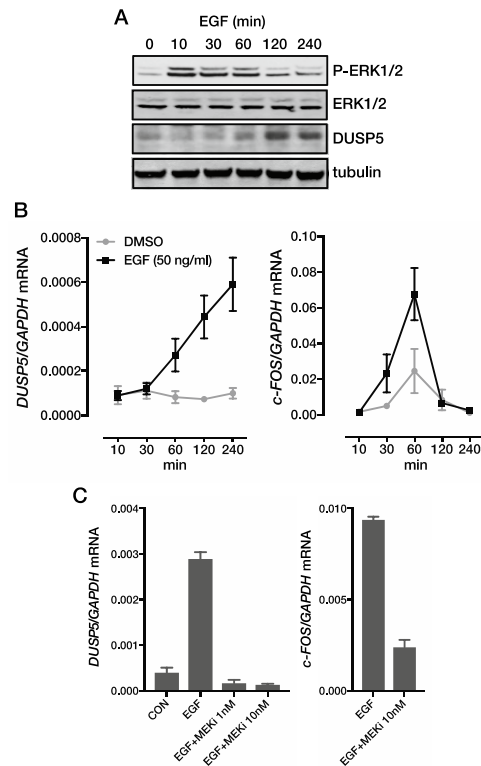 A
EGF (min)
0 10 30 60 120 240
P-ERK1/2
ERK1/2
DUSP5
tubulin
B
DUSP5/GAPDH mRNA
0.0008
0.0006
0.0004
0.0002
0.0000
DMSO
EGF (50 ng/ml)
10 30 60 120 240
min
c-FOS/GAPDH mRNA
0.10
0.08
0.06
0.04
0.02
0.00
10 30 60 120 240
min
C
DUSP5/GAPDH mRNA
0.004
0.003
0.002
0.001
0.000
CON
EGF
EGF+MEKi 1nM
EGF+MEKi 10nM
c-FOS/GAPDH mRNA
0.010
0.005
0.000
EGF
EGF+MEKi 10nM